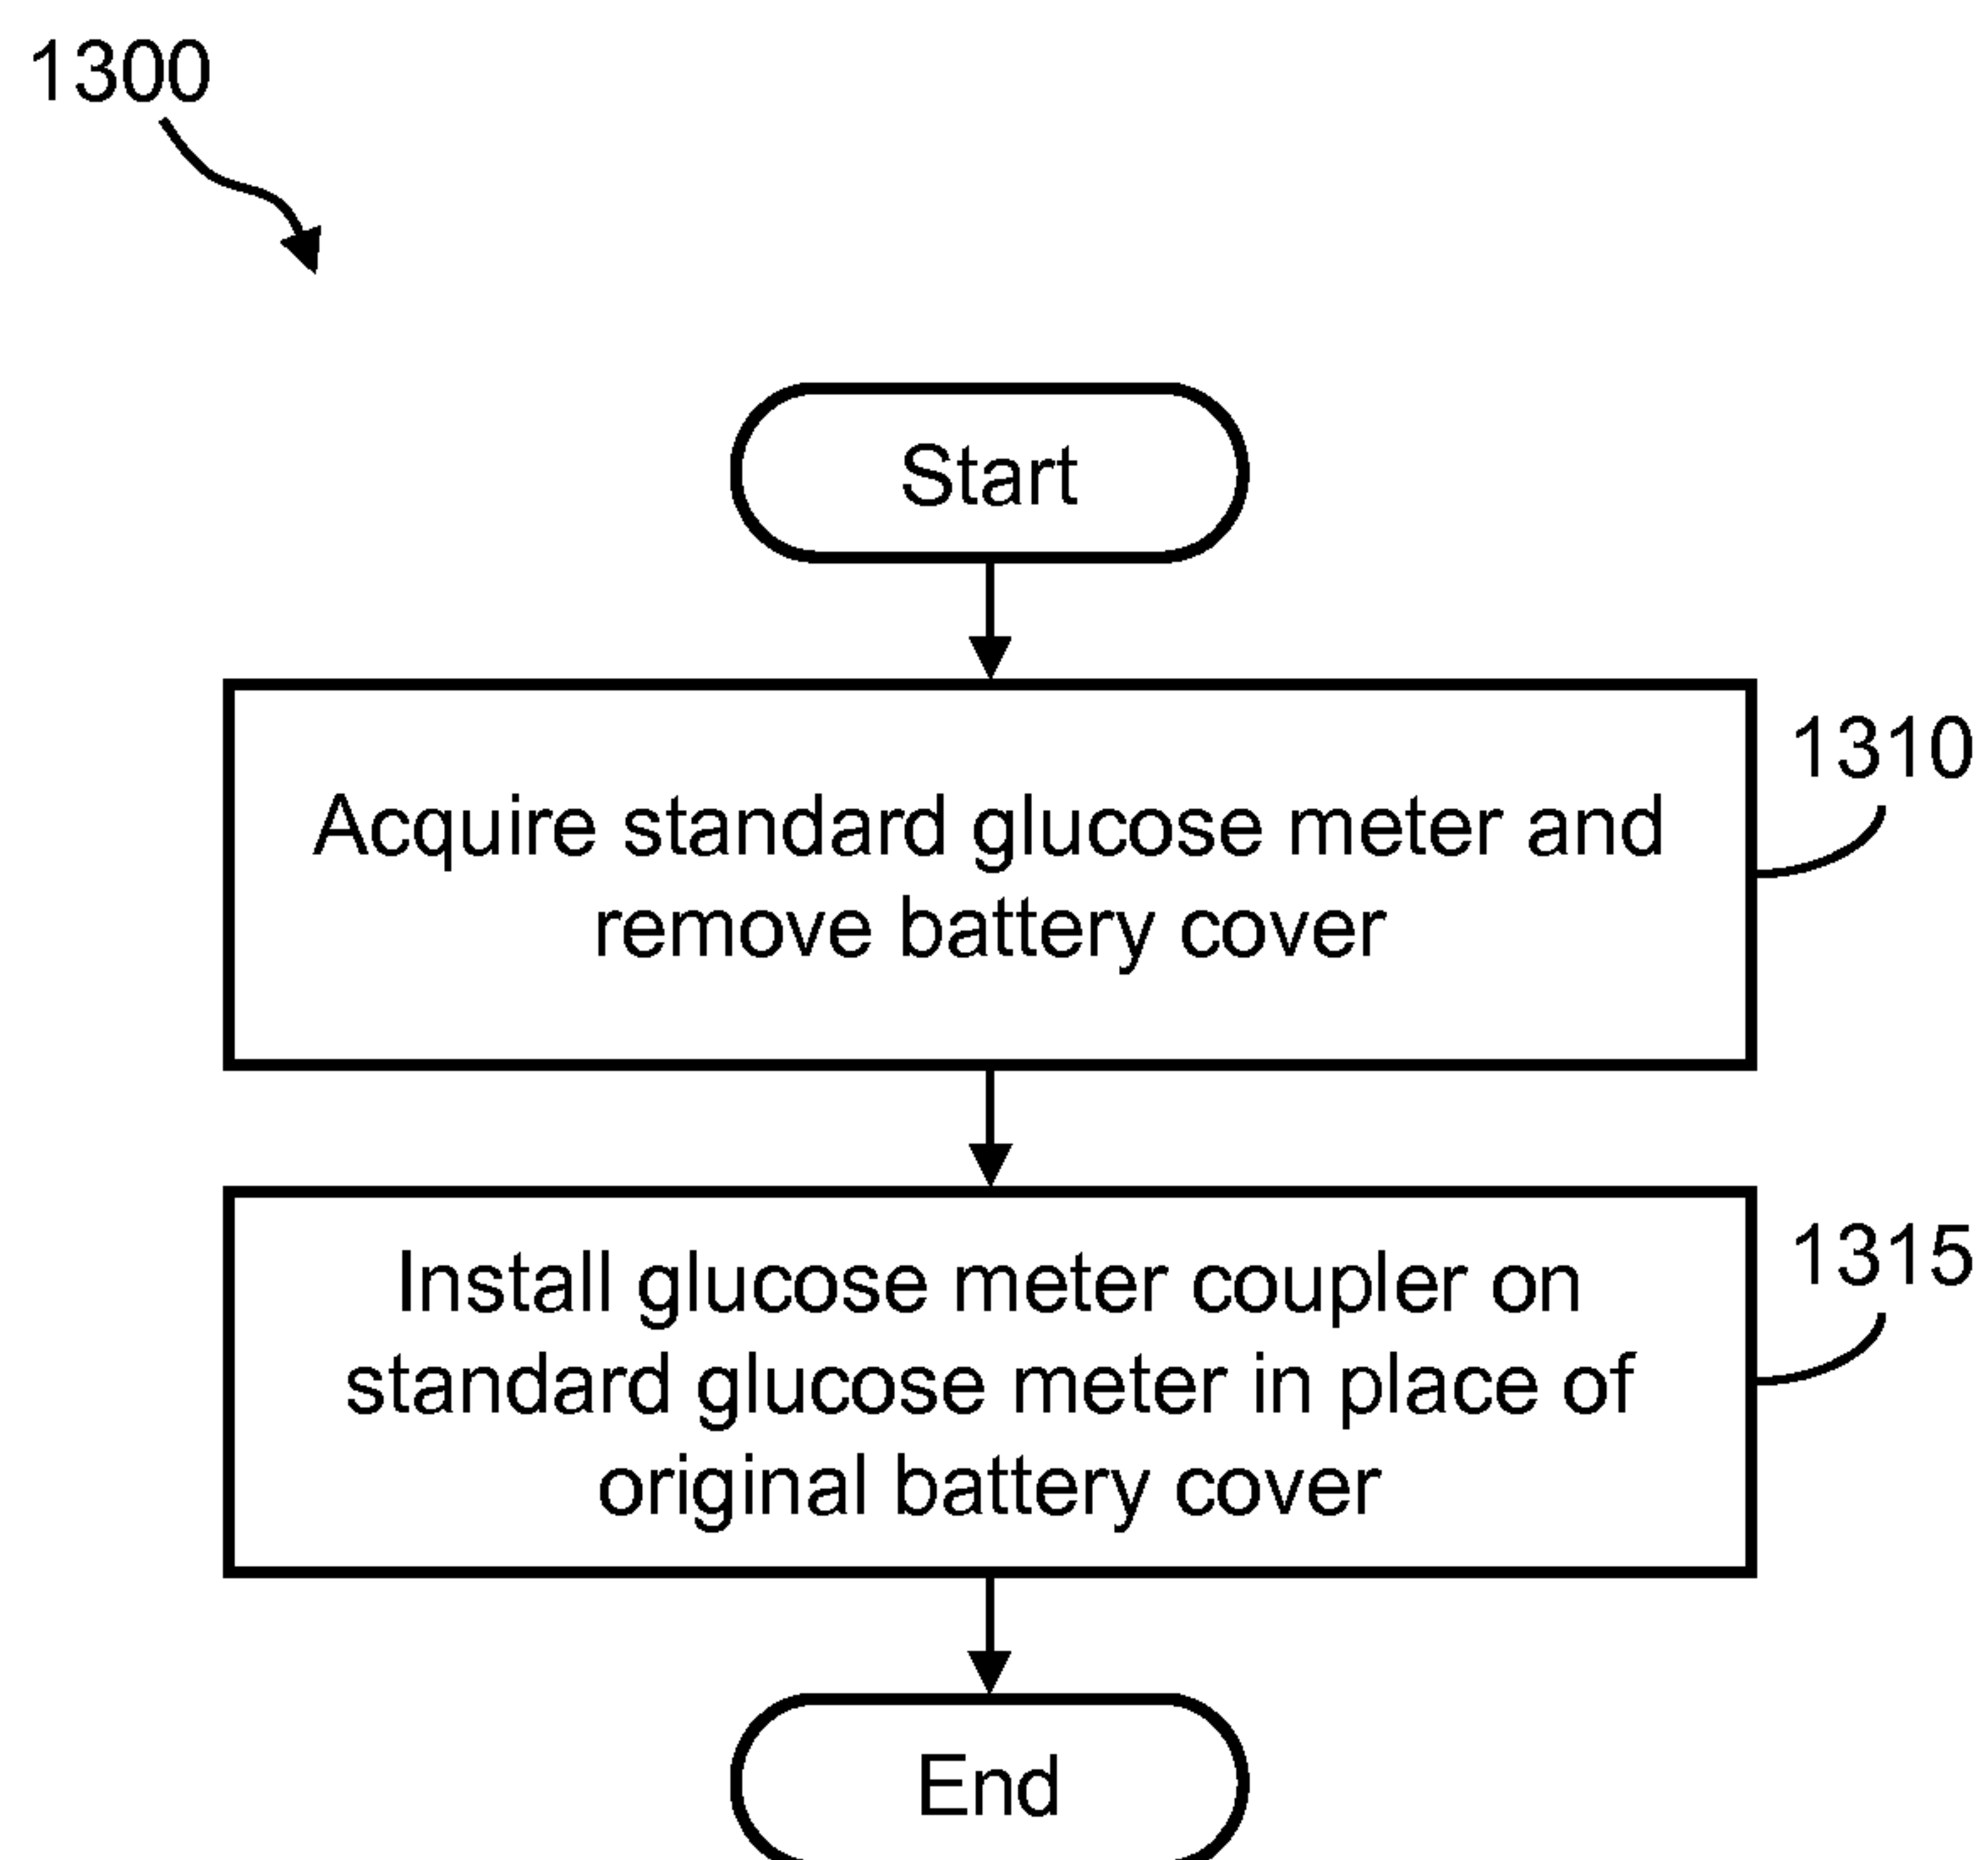 1300
Start
1310
Acquire standard glucose meter and
remove battery cover
1315
Install glucose meter coupler on
standard glucose meter in place of
original battery cover
End